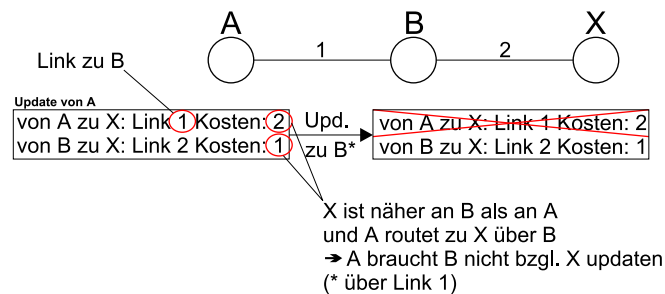 A B X
1 2
Link zu B
Update von A
von A zu X: Link 1 Kosten: 2
von B zu X: Link 2 Kosten: 1
Upd.
zu B*
von A zu X: Link 1 Kosten: 2
von B zu X: Link 2 Kosten: 1
X ist näher an B als an A
und A routet zu X über B
➔ A braucht B nicht bzgl. X updaten
(* über Link 1)